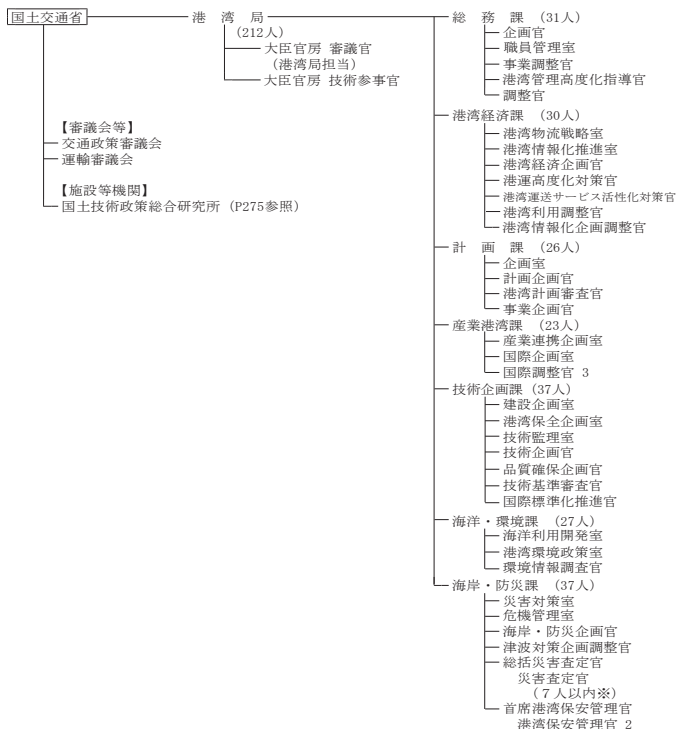 国土交通省
港　湾　局
(212人)
大臣官房 審議官
(港湾局担当)
大臣官房 技術参事官
【審議会等】
交通政策審議会
運輸審議会
【施設等機関】
国土技術政策総合研究所 (P275参照)
総　務　課　(31人)
企画官
職員管理室
事業調整官
港湾管理高度化指導官
調整官
港湾経済課　(30人)
港湾物流戦略室
港湾情報化推進室
港湾経済企画官
港運高度化対策官
港湾運送サービス活性化対策官
港湾利用調整官
港湾情報化企画調整官
計　画　課　(26人)
企画室
計画企画官
港湾計画審査官
事業企画官
産業港湾課　(23人)
産業連携企画室
国際企画室
国際調整官 3
技術企画課 (37人)
建設企画室
港湾保全企画室
技術監理室
技術企画官
品質確保企画官
技術基準審査官
国際標準化推進官
海洋・環境課　(27人)
海洋利用開発室
港湾環境政策室
環境情報調査官
海岸・防災課　(37人)
災害対策室
危機管理室
海岸・防災企画官
津波対策企画調整官
総括災害査定官
災害査定官
(７人以内※)
首席港湾保安管理官
港湾保安管理官 2